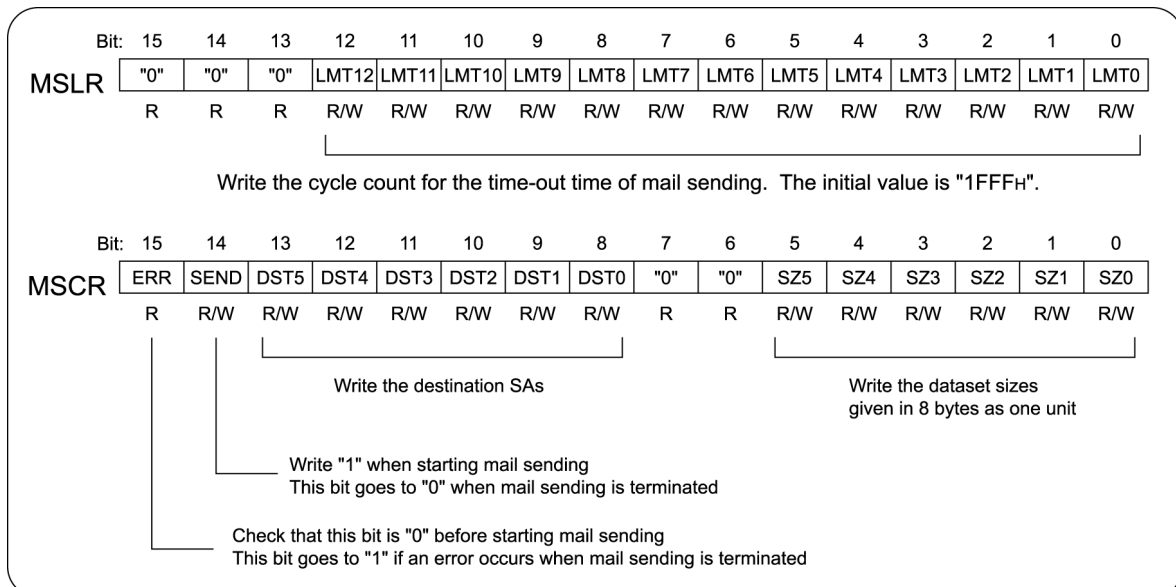 Bit: 15 14 13 12 11 10 9 8 7 6 5 4 3 2 1 0
MSLR "0" "0" "0" LMT12 LMT11 LMT10 LMT9 LMT8 LMT7 LMT6 LMT5 LMT4 LMT3 LMT2 LMT1 LMT0
R R R R/W R/W R/W R/W R/W R/W R/W R/W R/W R/W R/W R/W R/W
Write the cycle count for the time-out time of mail sending. The initial value is "1FFFH".
Bit: 15 14 13 12 11 10 9 8 7 6 5 4 3 2 1 0
MSCR ERR SEND DST5 DST4 DST3 DST2 DST1 DST0 "0" "0" SZ5 SZ4 SZ3 SZ2 SZ1 SZ0
R R/W R/W R/W R/W R/W R/W R/W R R R/W R/W R/W R/W R/W R/W
Write the destination SAs
Write the dataset sizes
given in 8 bytes as one unit
Write "1" when starting mail sending
This bit goes to "0" when mail sending is terminated
Check that this bit is "0" before starting mail sending
This bit goes to "1" if an error occurs when mail sending is terminated